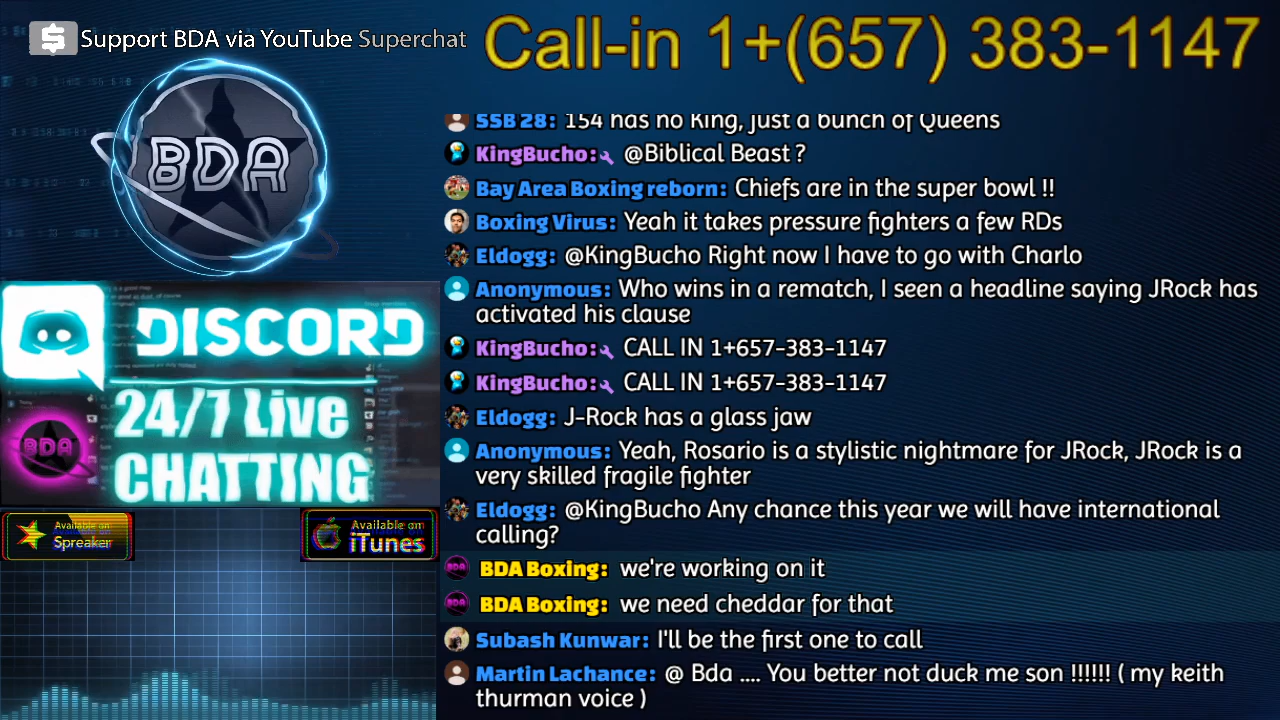 Support BDA via YouTube Superchat
Call-in 1+(657) 383-1147
BDA
SSB 28: 154 has no King, just a bunch of Queens
KingBucho: @Biblical Beast ?
Bay Area Boxing reborn: Chiefs are in the super bowl !!
Boxing Virus: Yeah it takes pressure fighters a few RDs
Eldogg: @KingBucho Right now I have to go with Charlo
Anonymous: Who wins in a rematch, I seen a headline saying JRock has
activated his clause
KingBucho: CALL IN 1+657-383-1147
KingBucho: CALL IN 1+657-383-1147
Eldogg: J-Rock has a glass jaw
Anonymous: Yeah, Rosario is a stylistic nightmare for JRock, JRock is a
very skilled fragile fighter
Eldogg: @KingBucho Any chance this year we will have international
calling?
BDA Boxing: we're working on it
BDA Boxing: we need cheddar for that
Subash Kunwar: I'll be the first one to call
Martin Lachance: @ Bda .... You better not duck me son !!!!!! ( my keith
thurman voice )
DISCORD
24/7 Live
CHATTING
BDA
Available on
Spreaker
Available on
iTunes